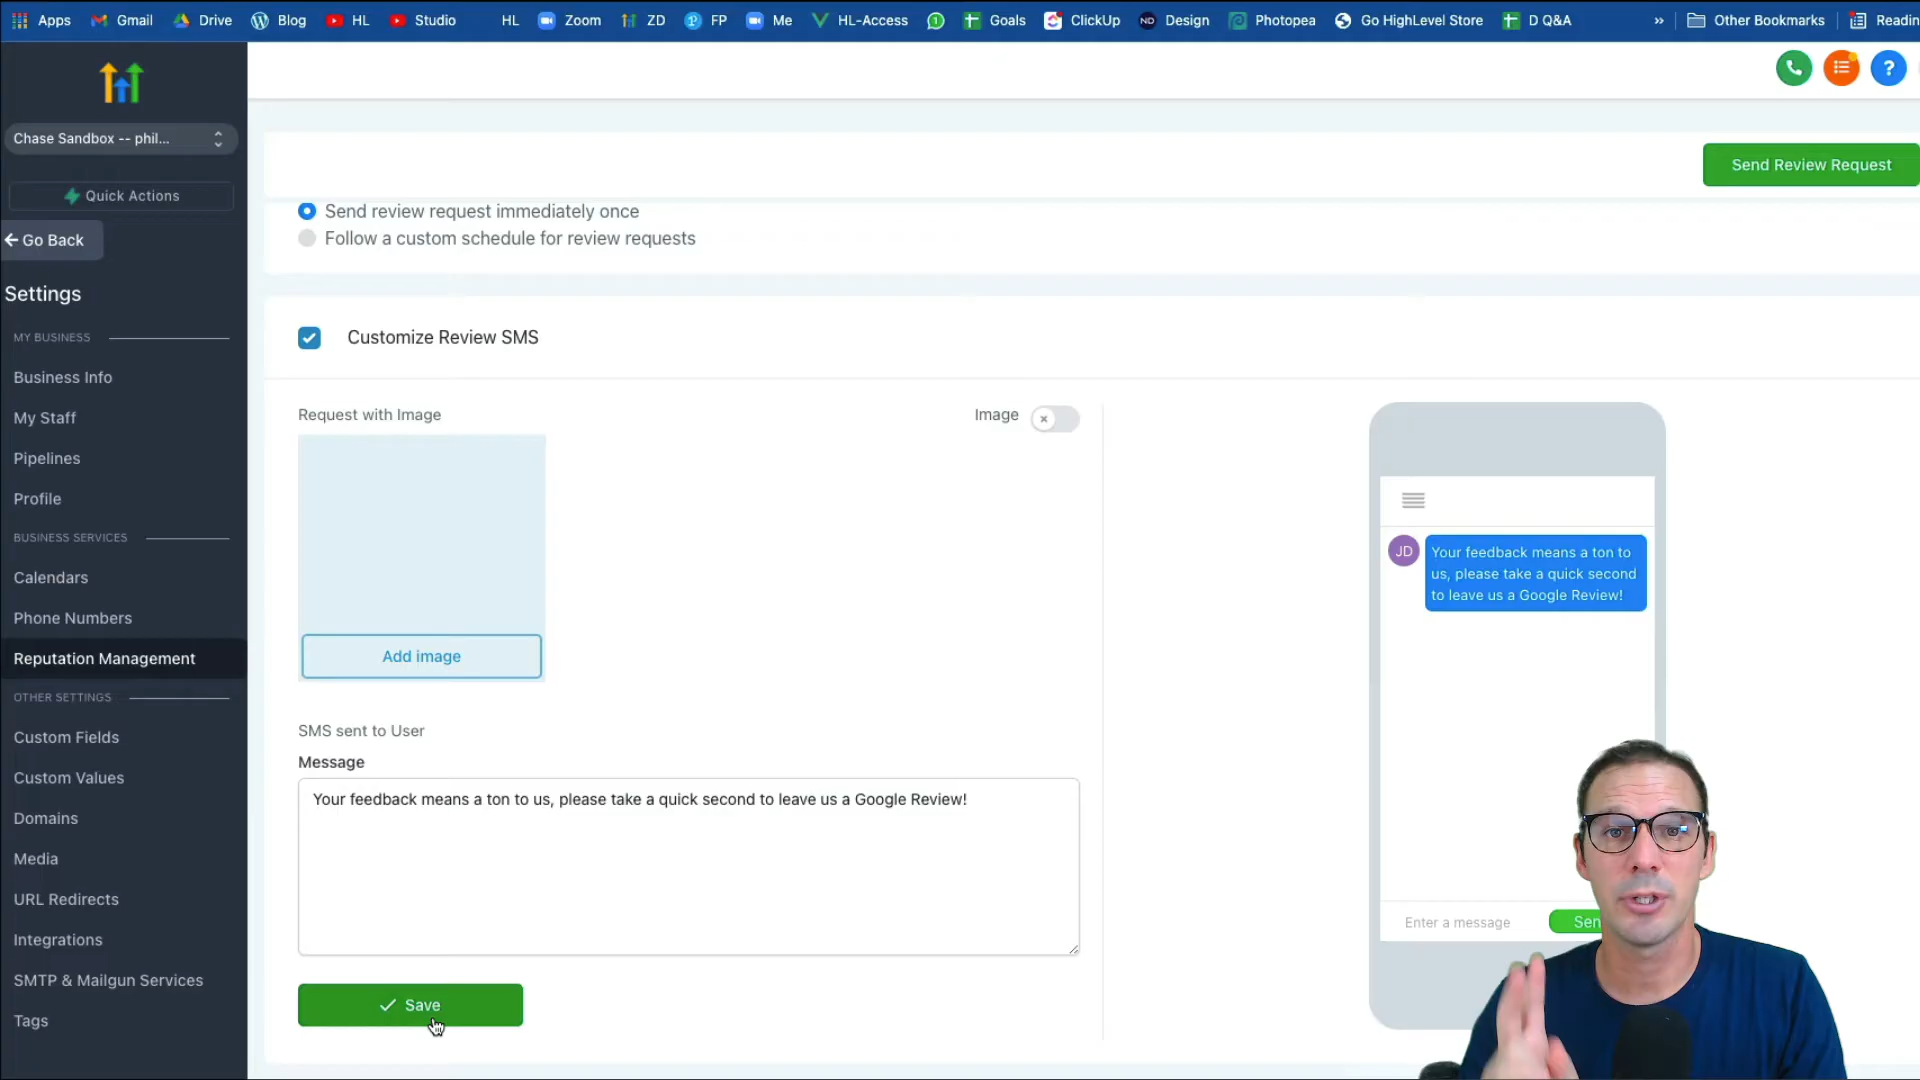 Apps Gmail Drive Blog HL Studio HL Zoom ZD FP Me HL-Access 1 Goals ClickUp ND Design Photopea Go HighLevel Store D Q&A » Other Bookmarks Readin
Chase Sandbox -- phil...
Quick Actions
Go Back
Settings
MY BUSINESS
Business Info
My Staff
Pipelines
Profile
BUSINESS SERVICES
Calendars
Phone Numbers
Reputation Management
OTHER SETTINGS
Custom Fields
Custom Values
Domains
Media
URL Redirects
Integrations
SMTP & Mailgun Services
Tags
?
Send Review Request
Send review request immediately once
Follow a custom schedule for review requests
Customize Review SMS
Request with Image
Image
Add image
SMS sent to User
Message
Your feedback means a ton to us, please take a quick second to leave us a Google Review!
Save
JD
Your feedback means a ton to
us, please take a quick second
to leave us a Google Review!
Enter a message
Sen